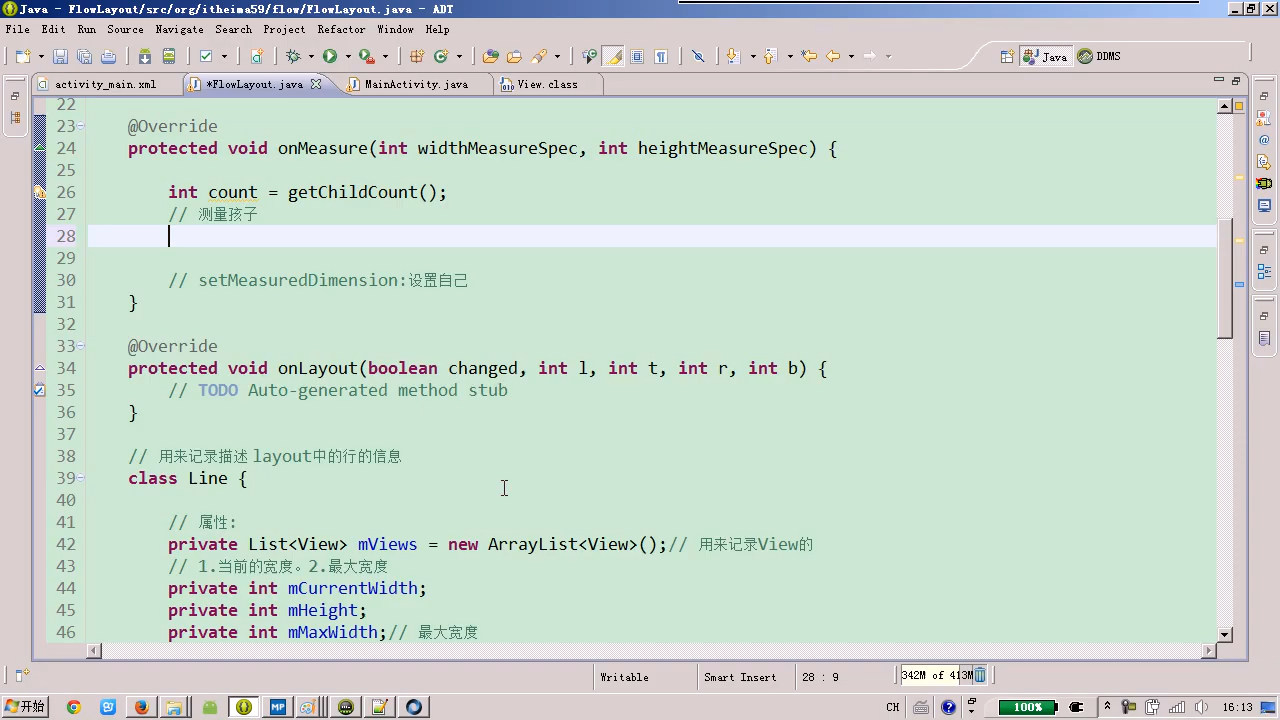 Java - FlowLayout/src/org/itheima59/flow/FlowLayout.java - ADT
File Edit Run Source Navigate Search Project Refactor Window Help
Java DDMS
activity_main.xml *FlowLayout.java MainActivity.java View.class
22
23 @Override
24 protected void onMeasure(int widthMeasureSpec, int heightMeasureSpec) {
25
26 int count = getChildCount();
27 // 测量孩子
28
29
30 // setMeasuredDimension:设置自己
31 }
32
33 @Override
34 protected void onLayout(boolean changed, int l, int t, int r, int b) {
35 // TODO Auto-generated method stub
36 }
37
38 // 用来记录描述 layout中的行的信息
39 class Line {
40
41 // 属性:
42 private List<View> mViews = new ArrayList<View>();// 用来记录View的
43 // 1.当前的宽度。2.最大宽度
44 private int mCurrentWidth;
45 private int mHeight;
46 private int mMaxWidth;// 最大宽度
Writable Smart Insert 28 : 9 342M of 413M
开始 MP CH 100% 16:13